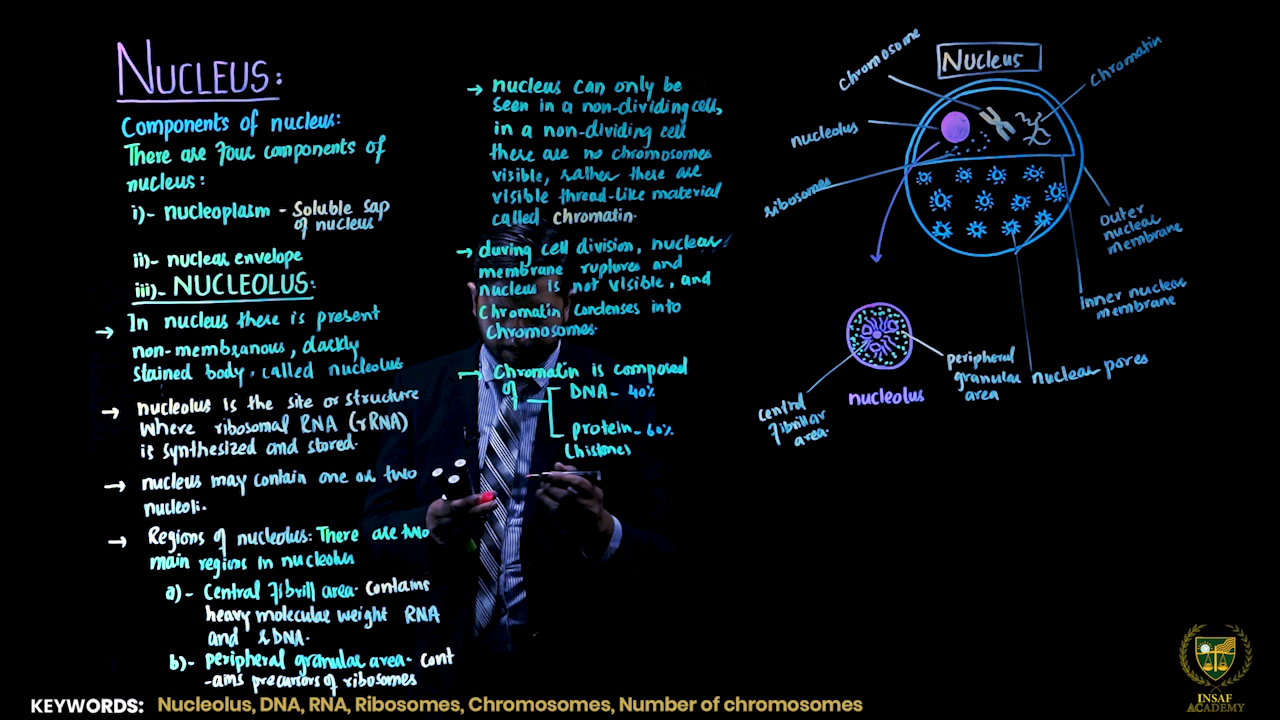 NUCLEUS:
Components of nucleus:
There are four components of
nucleus:
i)- nucleoplasm - Soluble sap
of nucleus
ii)- nuclear envelope
iii)- NUCLEOLUS:
→ In nucleus there is present
non-membranous, darkly
stained body, called nucleolus
→ nucleolus is the site or structure
where ribosomal RNA (rRNA)
is synthesized and stored.
→ nucleus may contain one or two
nucleoli.
→ Regions of nucleolus: There are two
main regions in nucleolus
a)- Central fibrill area- Contains
heavy molecular weight RNA
and rDNA.
b)- peripheral granular area- cont
-ains precursors of ribosomes
→ nucleus can only be
seen in a non-dividing cell,
in a non-dividing cell
there are no chromosomes
visible, rather there are
visible thread-like material
called chromatin.
→ during cell division, nuclear
membrane ruptures and
nucleus is not visible, and
Chromatin condenses into
chromosomes.
→ Chromatin is composed
of
DNA - 40%
protein - 60%
(histones
Nucleus
chromosome
chromatin
nucleolus
ribosomes
outer
nuclear
membrane
inner nuclear
membrane
nuclear pores
peripheral
granular
area
nucleolus
central
fibrillar
area.
KEYWORDS: Nucleolus, DNA, RNA, Ribosomes, Chromosomes, Number of chromosomes
INSAF
ACADEMY